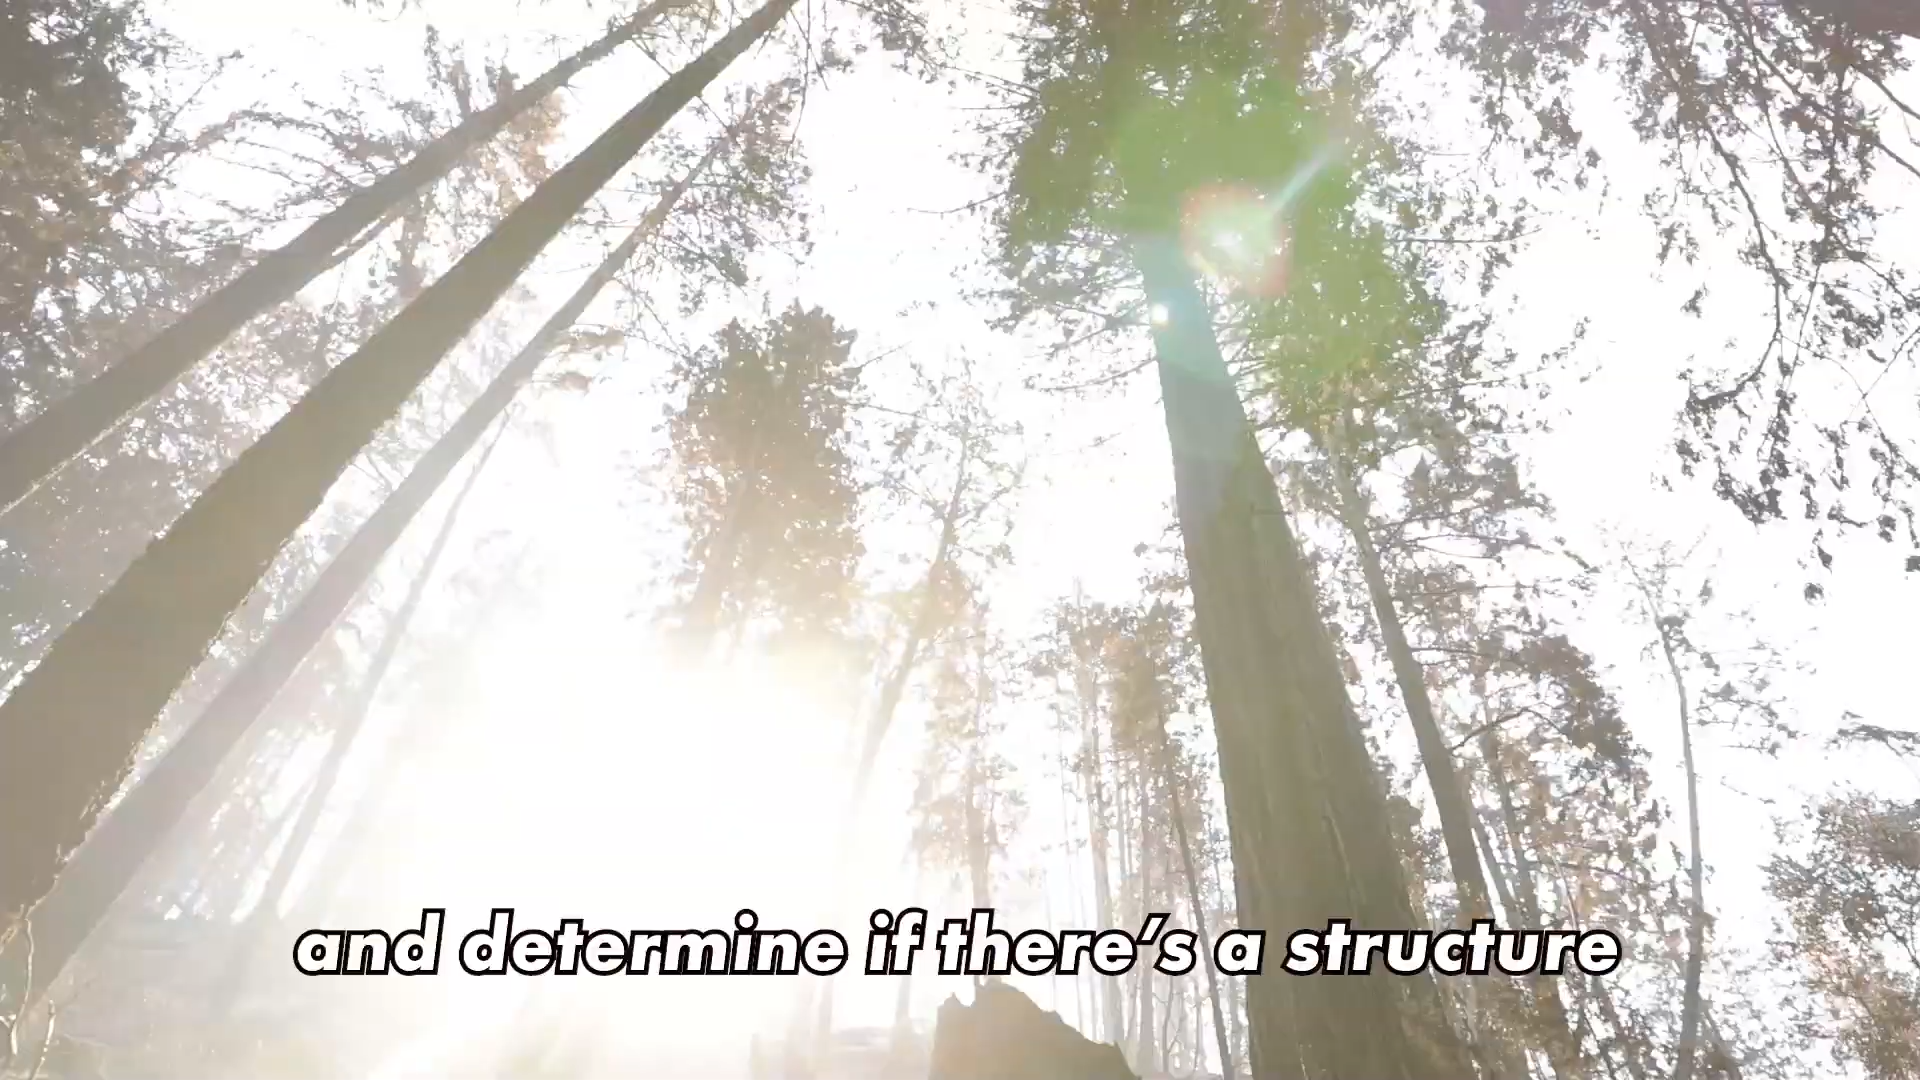 and determine if there's a structure